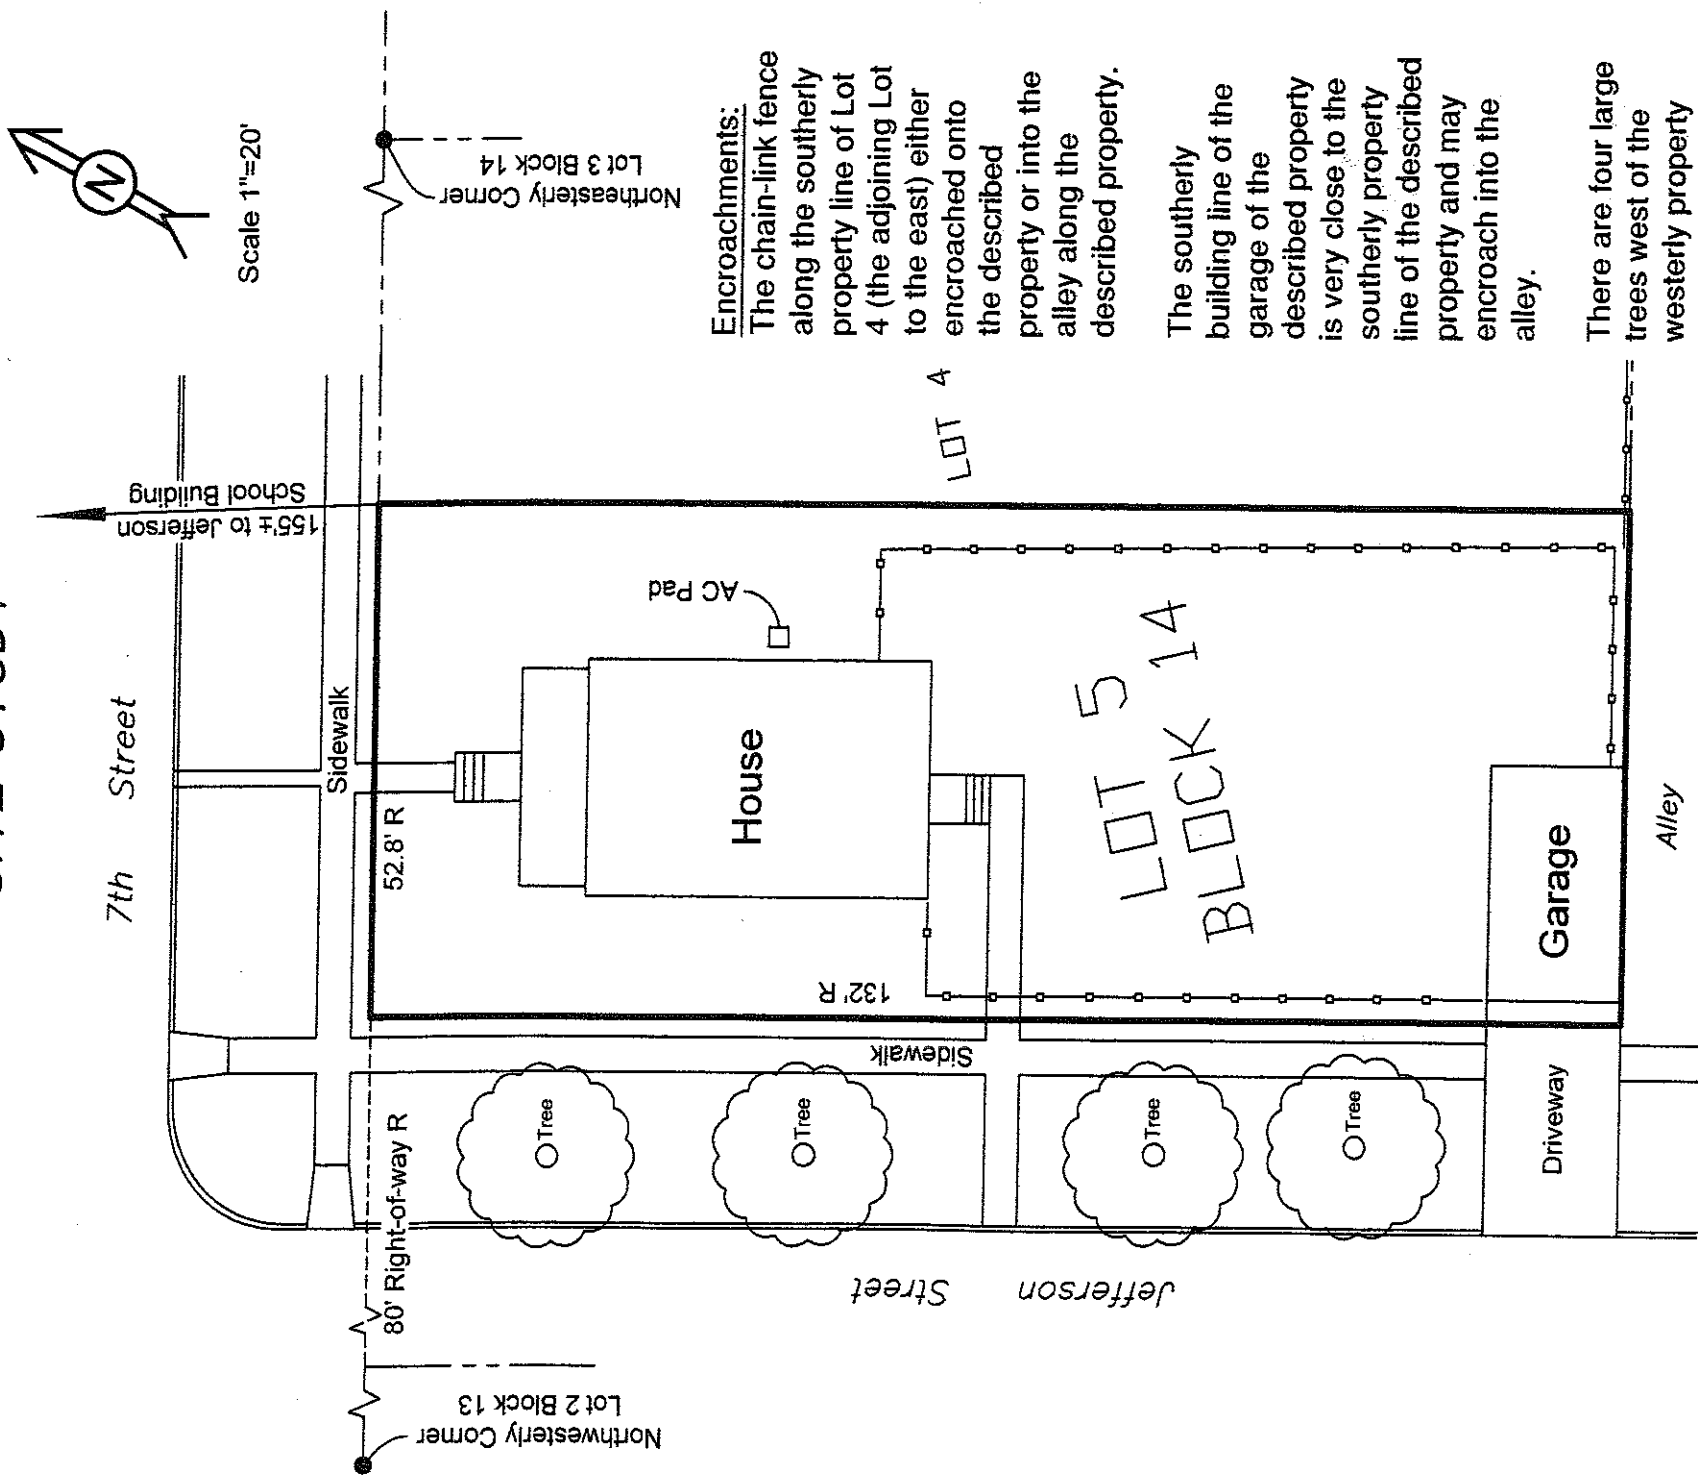 7th Street
Scale 1"=20'
N
155'± to Jefferson
School Building
Sidewalk
52.8' R
80' Right-of-way R
Northwesterly Corner
Lot 2 Block 13
Northeasterly Corner
Lot 3 Block 14
AC Pad
House
132' R
Sidewalk
Tree
Tree
Tree
Tree
LOT 4
LOT 5
BLOCK 14
Garage
Driveway
Alley
Jefferson Street
Encroachments:
The chain-link fence
along the southerly
property line of Lot
4 (the adjoining Lot
to the east) either
encroached onto
the described
property or into the
alley along the
described property.
The southerly
building line of the
garage of the
described property
is very close to the
southerly property
line of the described
property and may
encroach into the
alley.
There are four large
trees west of the
westerly property